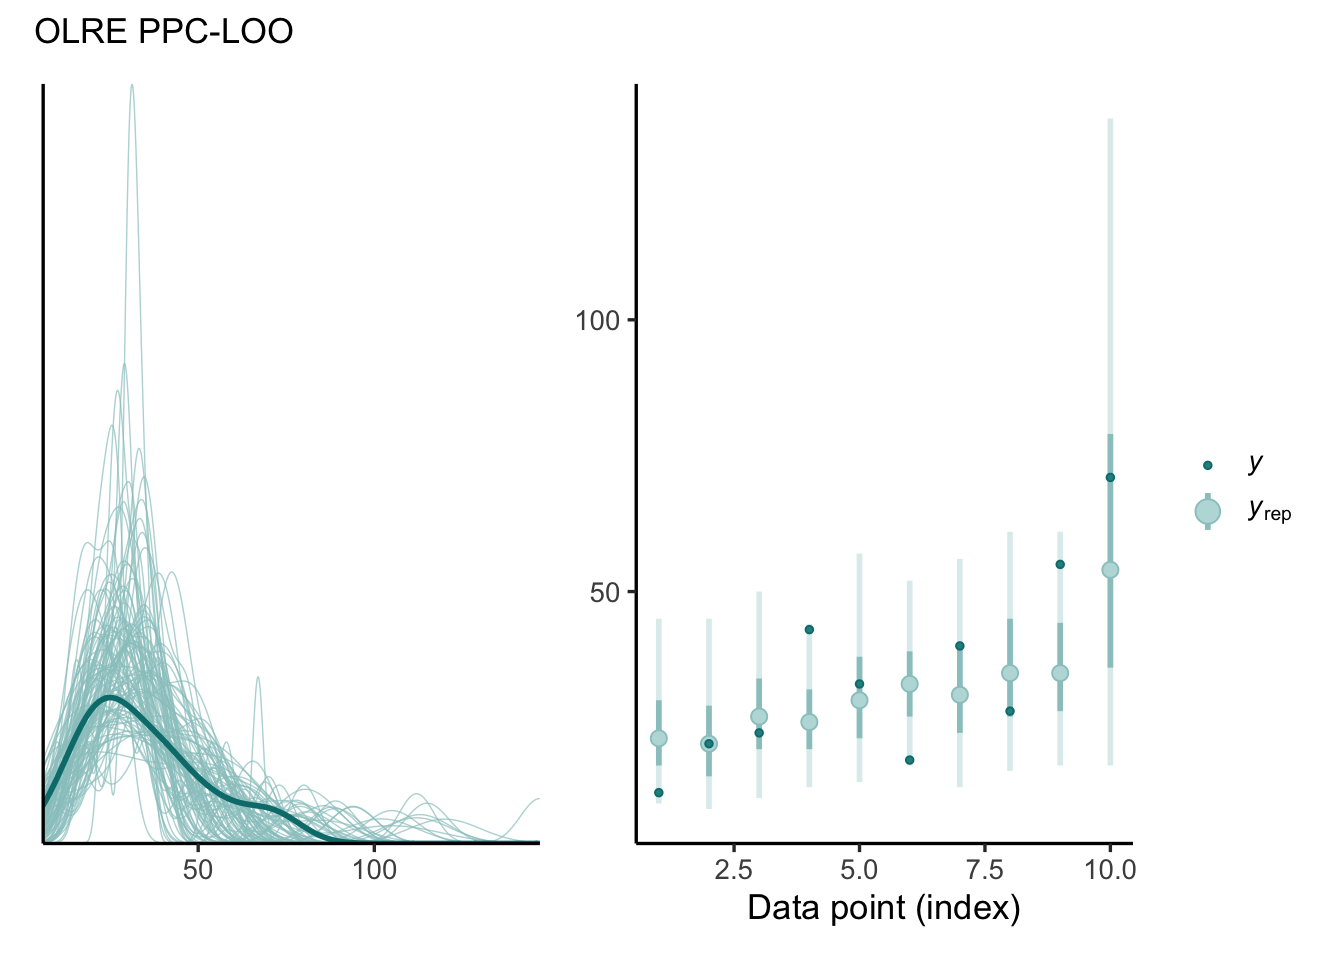 OLRE PPC-LOO
50 100
100
50
2.5 5.0 7.5 10.0
Data point (index)
y
yrep